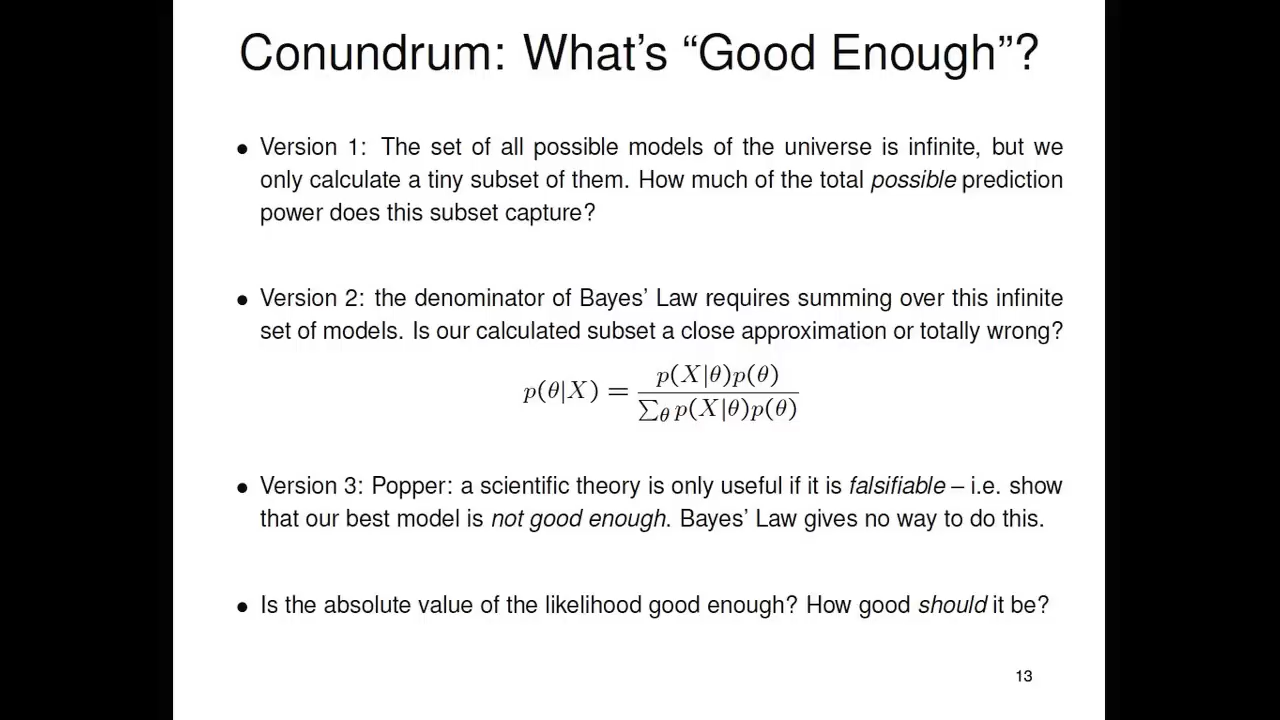 Conundrum: What's “Good Enough”?
• Version 1: The set of all possible models of the universe is infinite, but we
only calculate a tiny subset of them. How much of the total possible prediction
power does this subset capture?
• Version 2: the denominator of Bayes' Law requires summing over this infinite
set of models. Is our calculated subset a close approximation or totally wrong?
p(θ|X) = p(X|θ)p(θ) / ∑θ p(X|θ)p(θ)
• Version 3: Popper: a scientific theory is only useful if it is falsifiable – i.e. show
that our best model is not good enough. Bayes' Law gives no way to do this.
• Is the absolute value of the likelihood good enough? How good should it be?
13